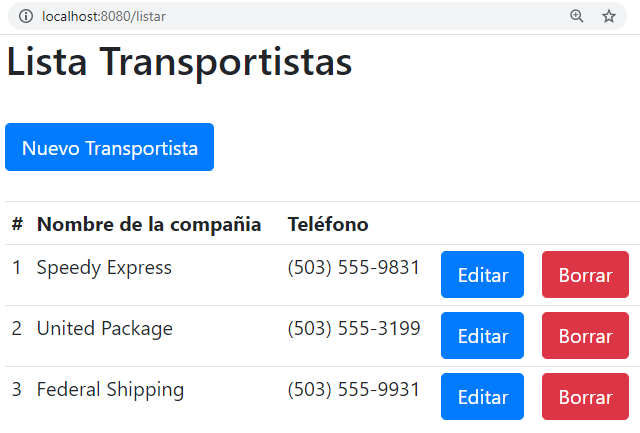 localhost:8080/listar
Lista Transportistas
Nuevo Transportista
# Nombre de la compañia Teléfono
1 Speedy Express (503) 555-9831 Editar Borrar
2 United Package (503) 555-3199 Editar Borrar
3 Federal Shipping (503) 555-9931 Editar Borrar